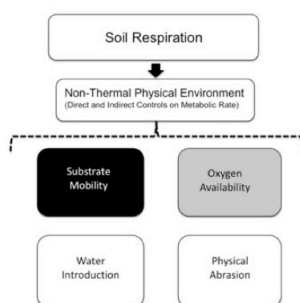 Soil Respiration
Non-Thermal Physical Environment
(Direct and Indirect Controls on Metabolic Rate)
Substrate
Mobility
Oxygen
Availability
Water
Introduction
Physical
Abrasion